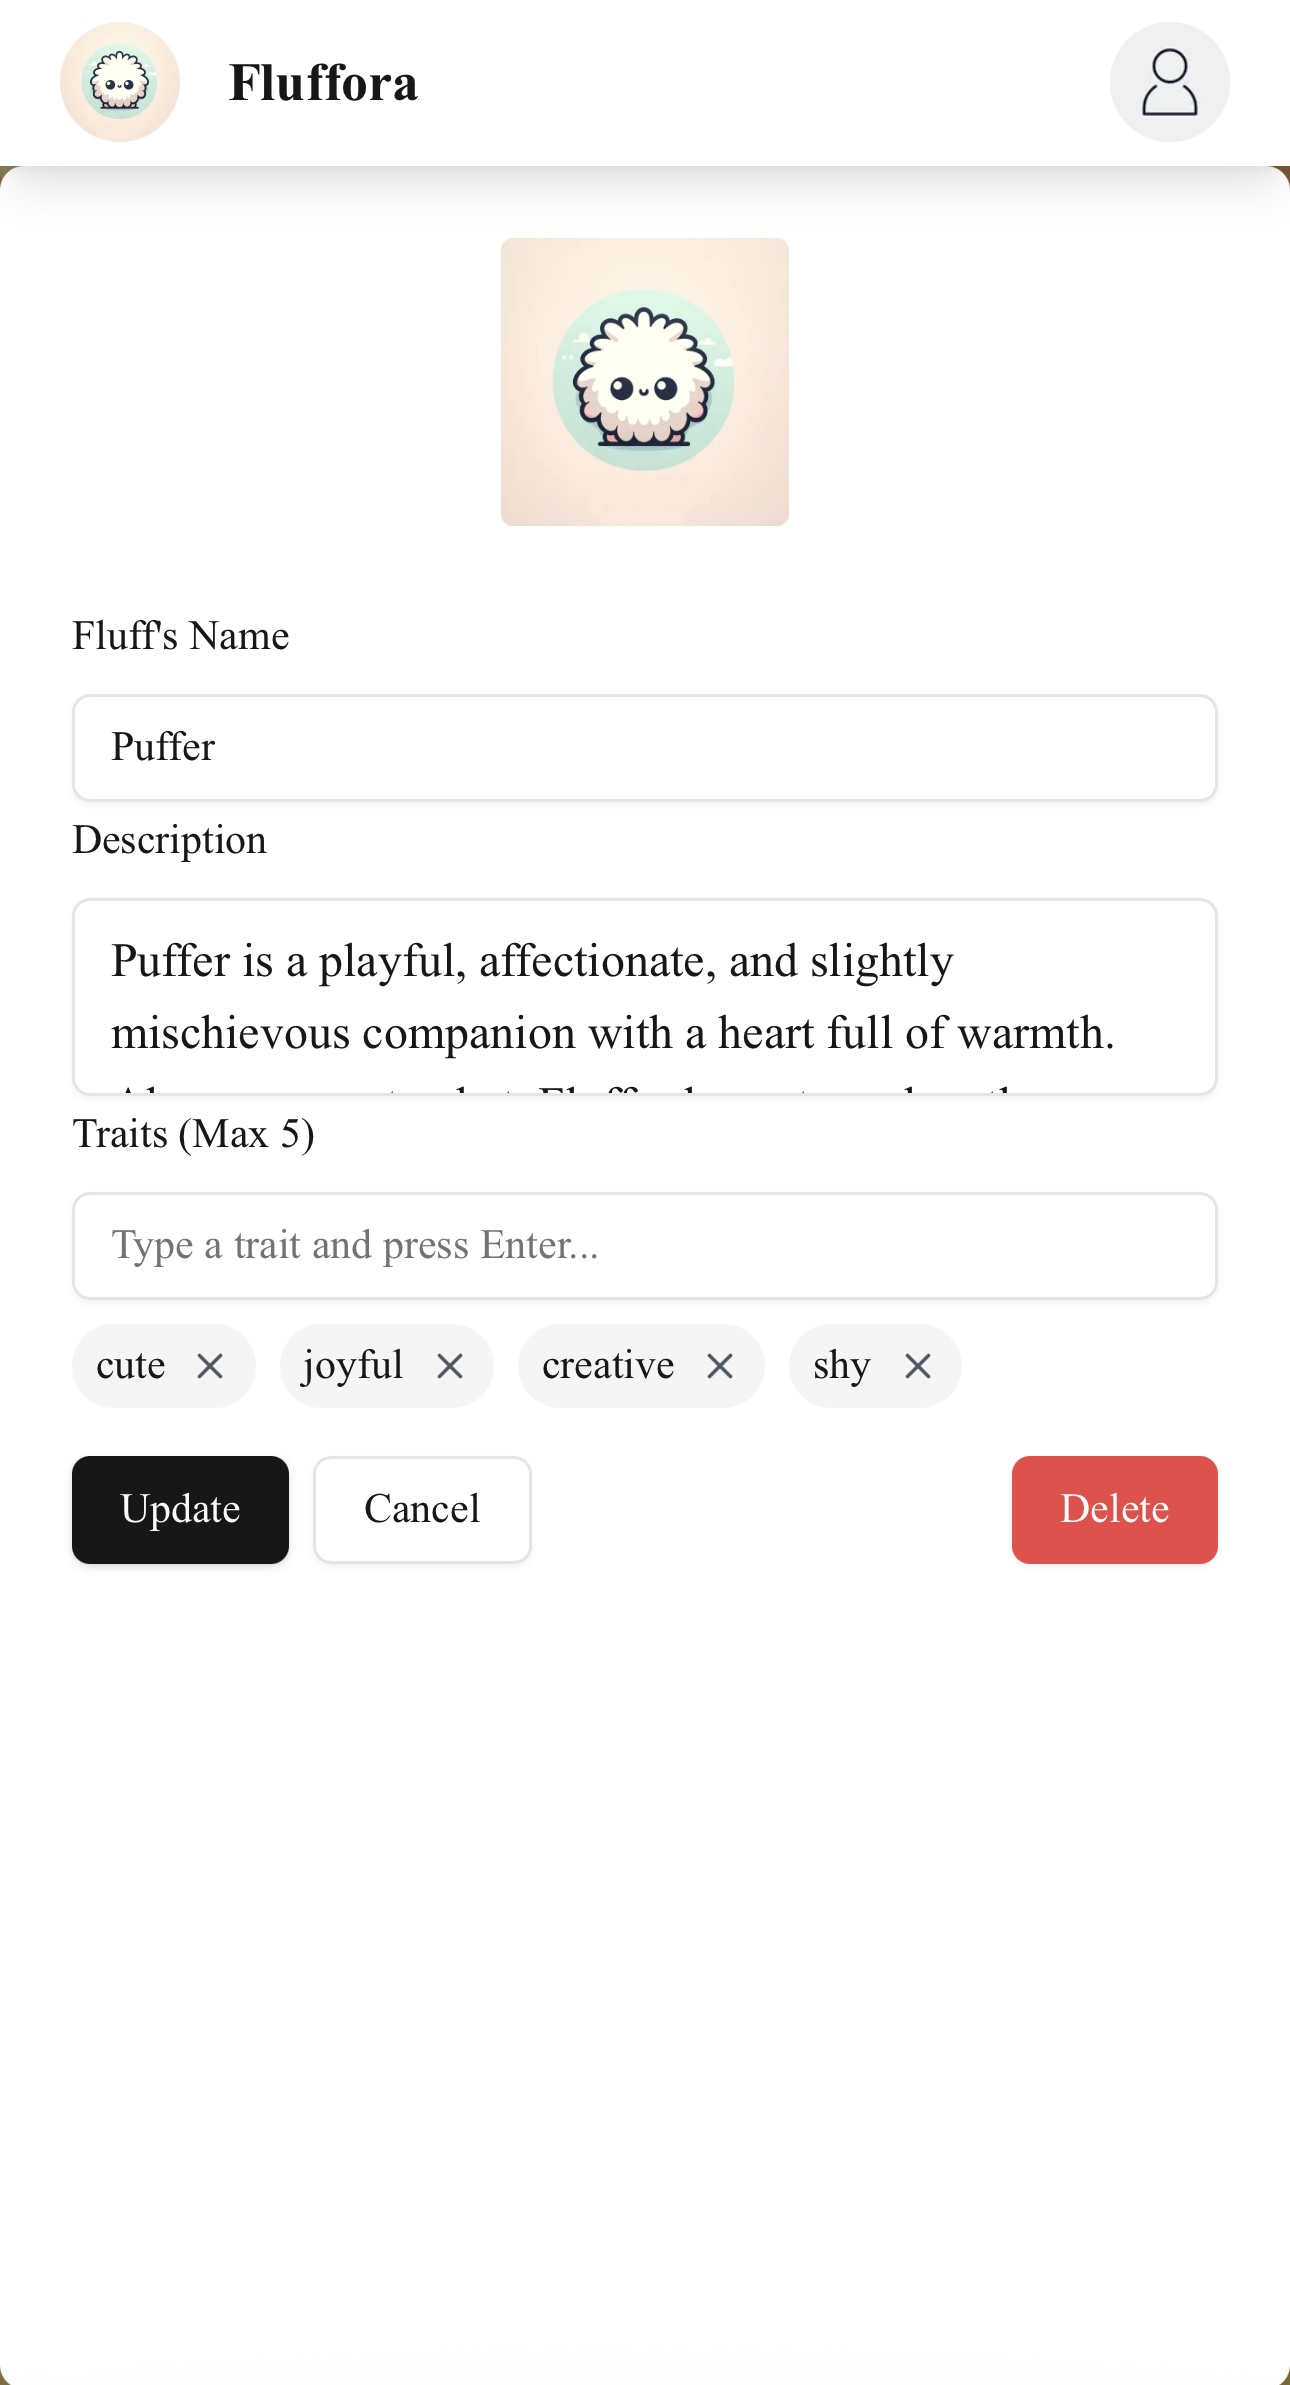 Fluffora
Fluff's Name
Puffer
Description
Puffer is a playful, affectionate, and slightly
mischievous companion with a heart full of warmth.
Traits (Max 5)
Type a trait and press Enter...
cute
joyful
creative
shy
Update
Cancel
Delete